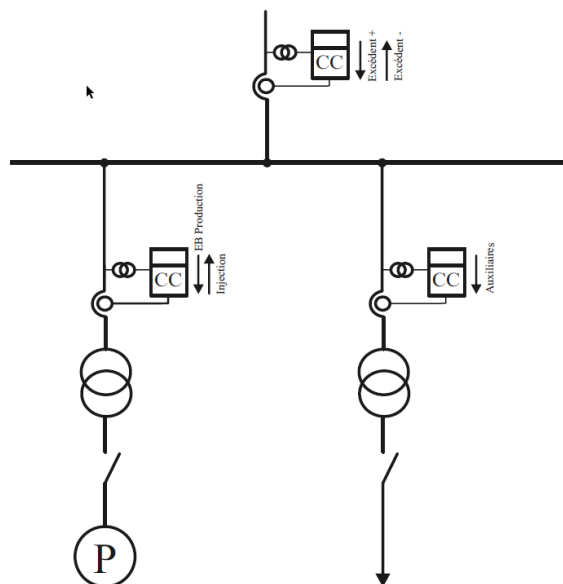 CC
Excédent +
Excédent -
CC
EB Production
Injection
CC
Auxiliaires
P